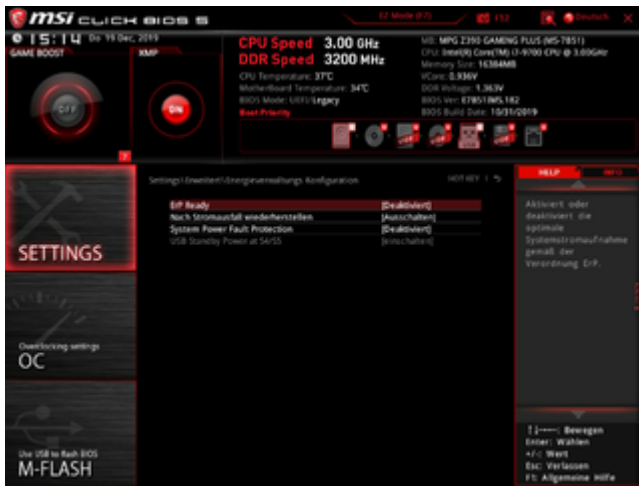 msi CLICK BIOS 5
EZ Mode (F7)
F12
Deutsch
15:14 Do 19 Dec, 2019
GAME BOOST
XMP
OFF
ON
CPU Speed 3.00 GHz
DDR Speed 3200 MHz
CPU Temperature: 37°C
MotherBoard Temperature: 34°C
BIOS Mode: UEFI/Legacy
Boot Priority
MB: MPG Z390 GAMING PLUS (MS-7B51)
CPU: Intel(R) Core(TM) i7-9700 CPU @ 3.00GHz
Memory Size: 16384MB
VCore: 0.936V
DDR Voltage: 1.363V
BIOS Ver: E7B51IMS.182
BIOS Build Date: 10/31/2019
Settings\Erweitert\Energieverwaltungs Konfiguration
HOT KEY
HELP
INFO
ErP Ready [Deaktiviert]
Nach Stromausfall wiederherstellen [Ausschalten]
System Power Fault Protection [Deaktiviert]
USB Standby Power at S4/S5 [einschalten]
Aktiviert oder
deaktiviert die
optimale
Systemstromaufnahme
gemäß der
Verordnung ErP.
SETTINGS
Overclocking settings
OC
Use USB to flash BIOS
M-FLASH
Bewegen
Enter: Wählen
+/-: Wert
Esc: Verlassen
F1: Allgemeine Hilfe